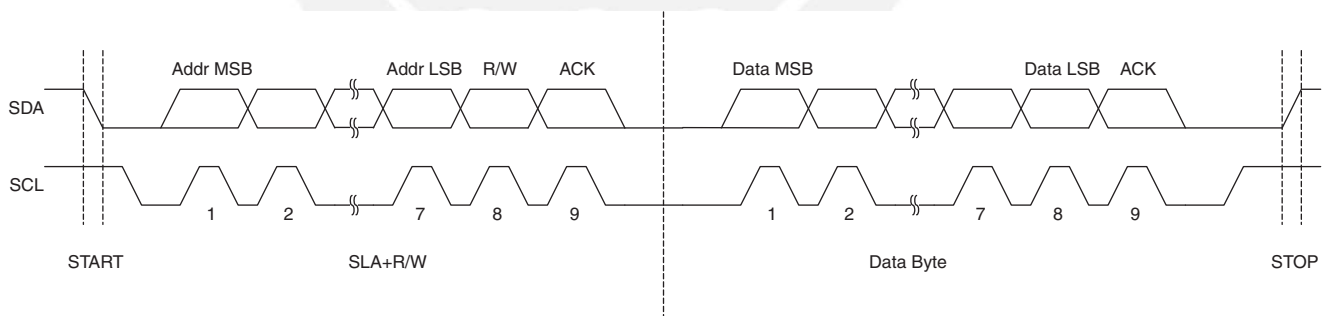 Addr MSB Addr LSB R/W ACK Data MSB Data LSB ACK
SDA
SCL
1 2 7 8 9 1 2 7 8 9
START SLA+R/W Data Byte STOP